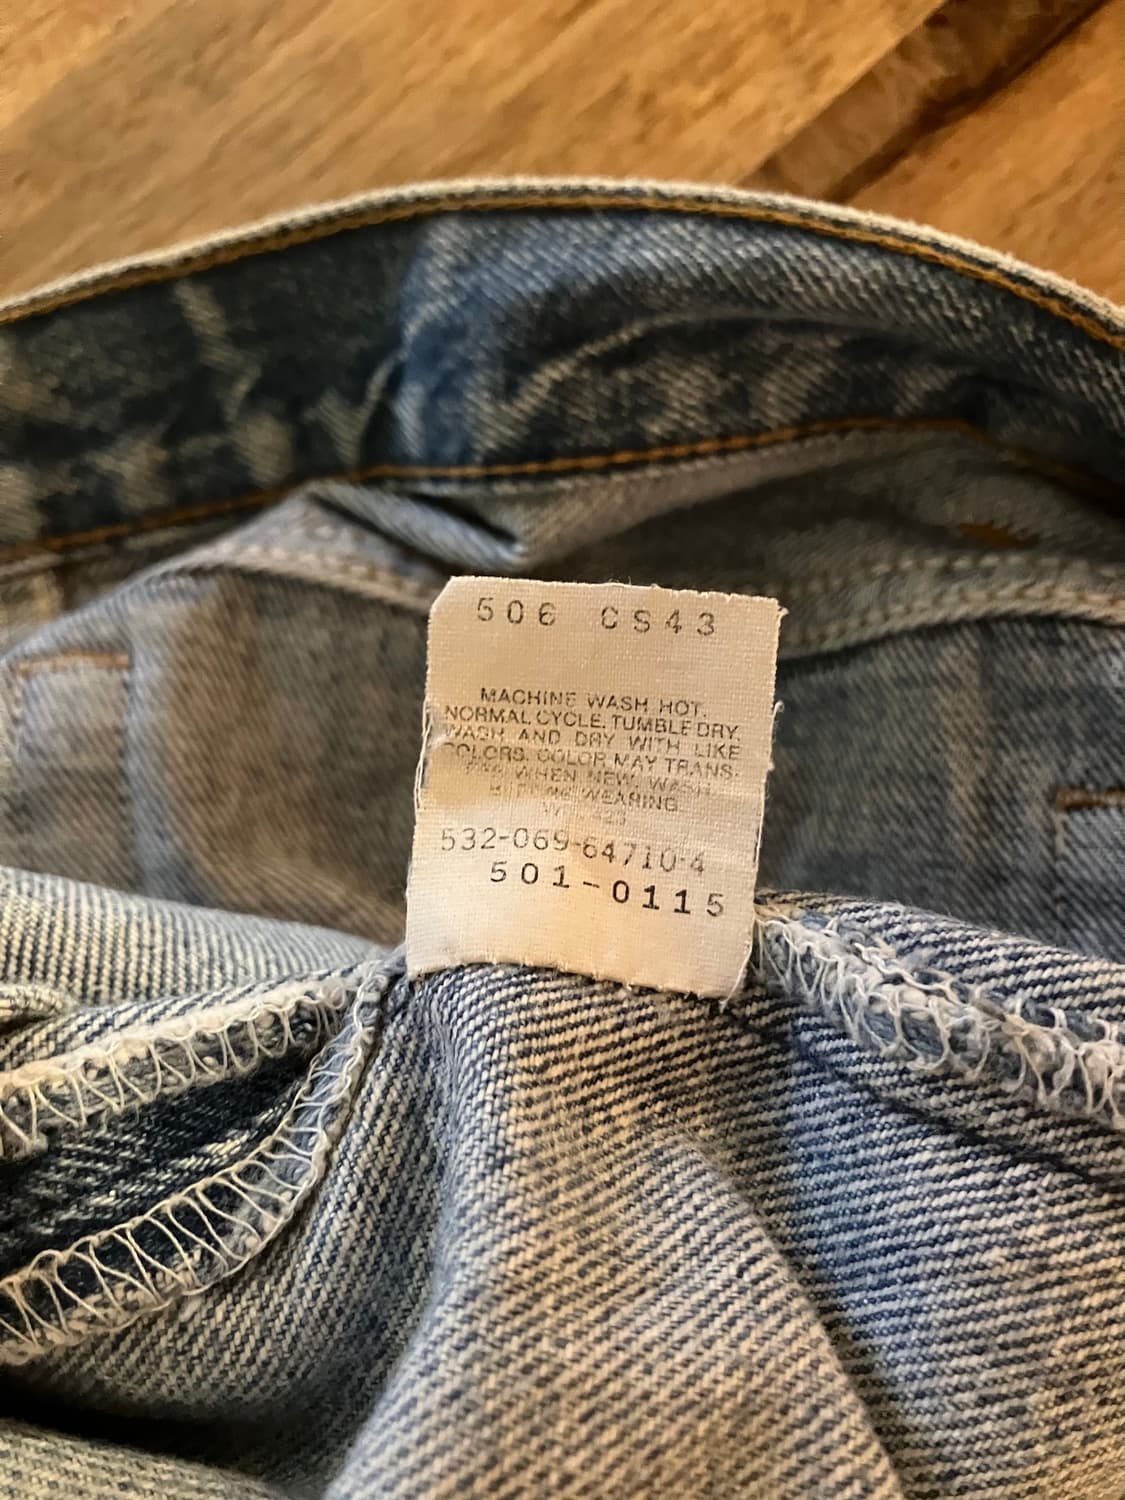 506 CS43
MACHINE WASH HOT.
NORMAL CYCLE. TUMBLE DRY.
WASH AND DRY WITH LIKE
COLORS. COLOR MAY TRANS-
WHEN NEW. WASH
WEARING
532-069-64710-4
501-0115